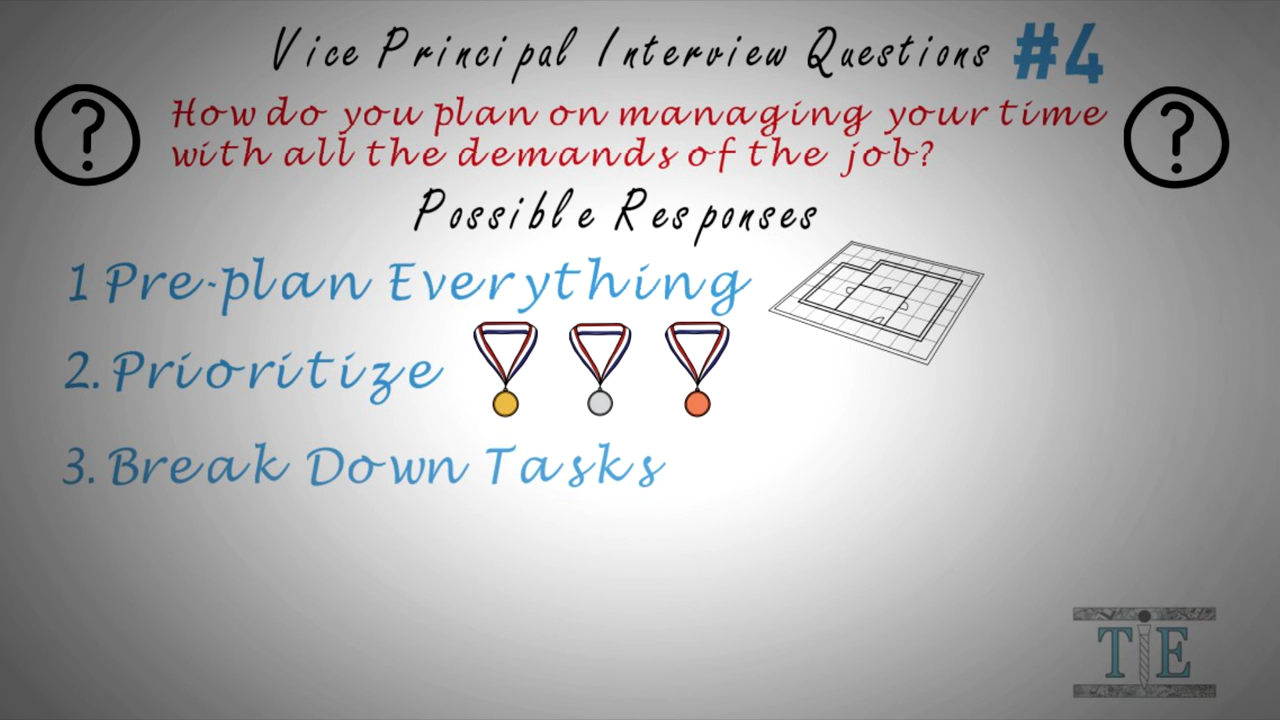 Vice Principal Interview Questions #4
How do you plan on managing your time
with all the demands of the job?
Possible Responses
1 Pre-plan Everything
2. Prioritize
3. Break Down Tasks
? ?
TIE